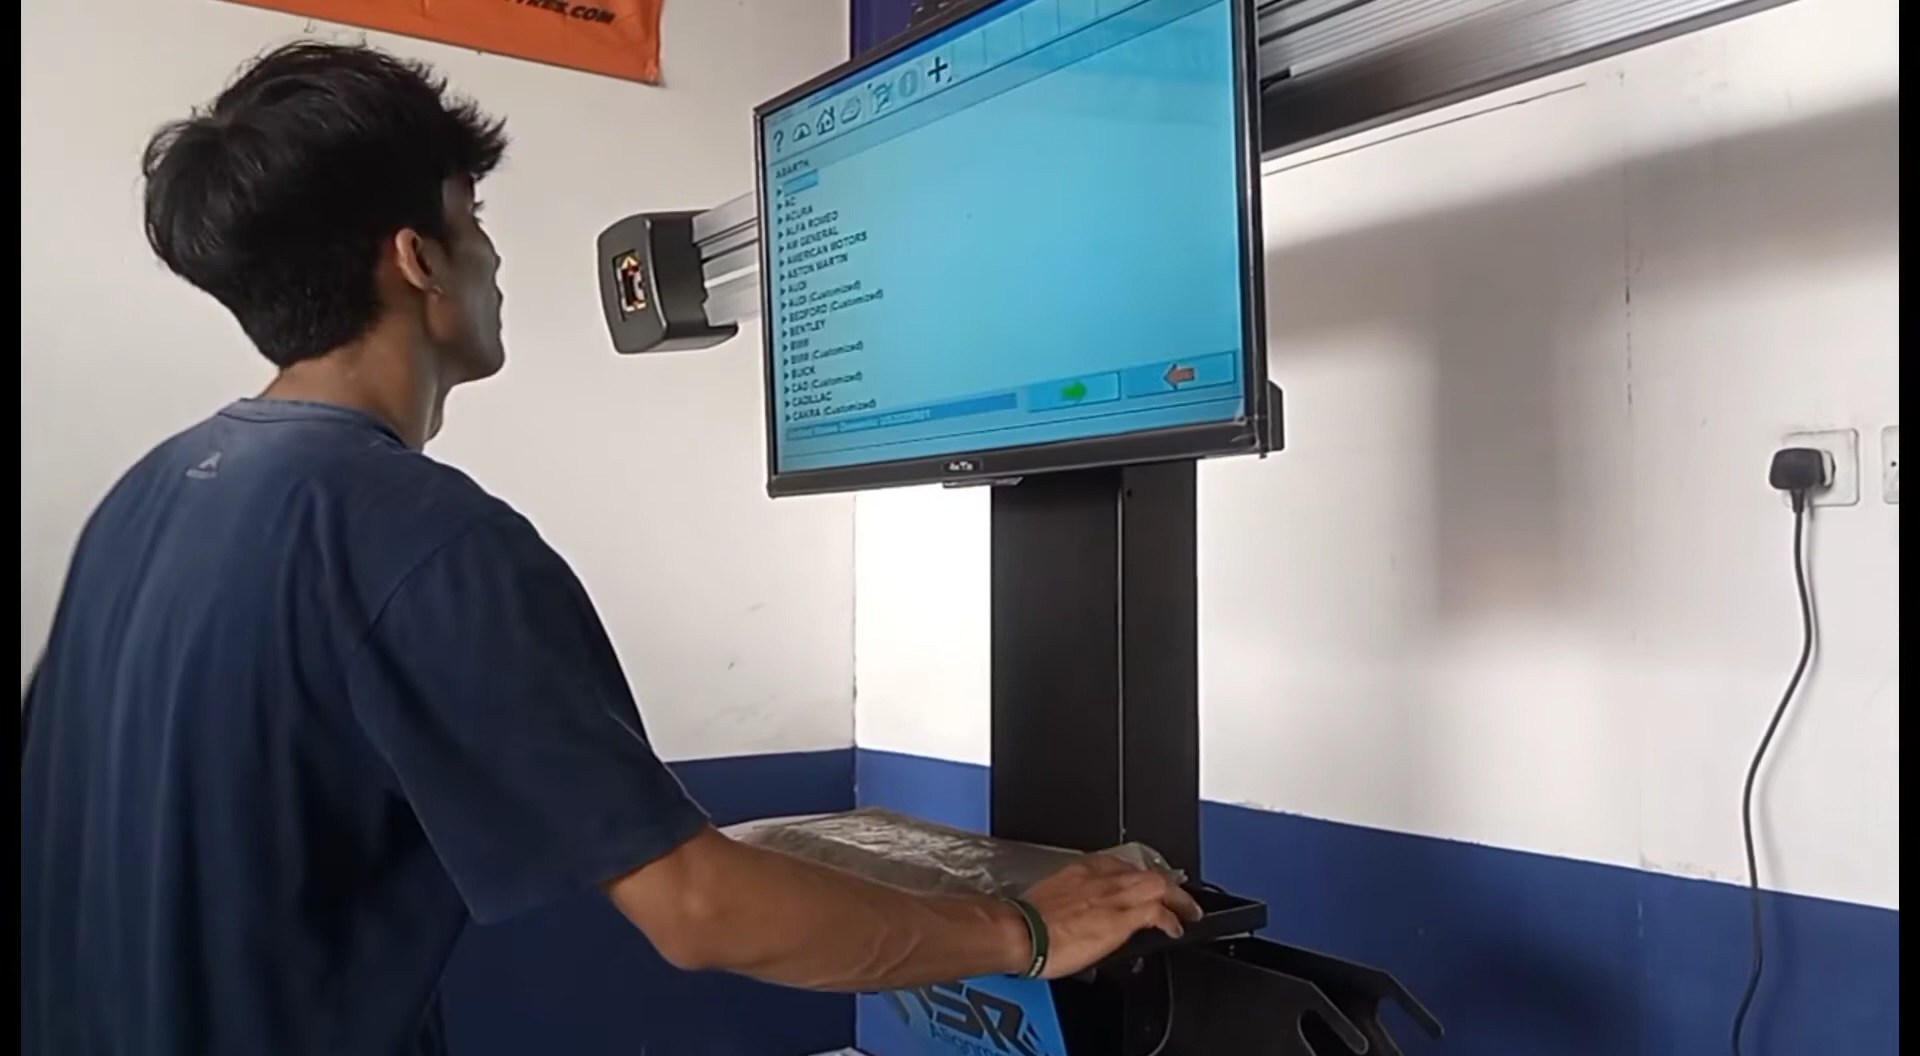 ABARTH
AC
ACURA
ALFA ROMEO
AM GENERAL
AMERICAN MOTORS
ASTON MARTIN
AUDI
AUDI (Customized)
BEDFORD (Customized)
BENTLEY
BMW
BMW (Customized)
BUICK
CAD (Customized)
CADILLAC
CAKRA (Customized)